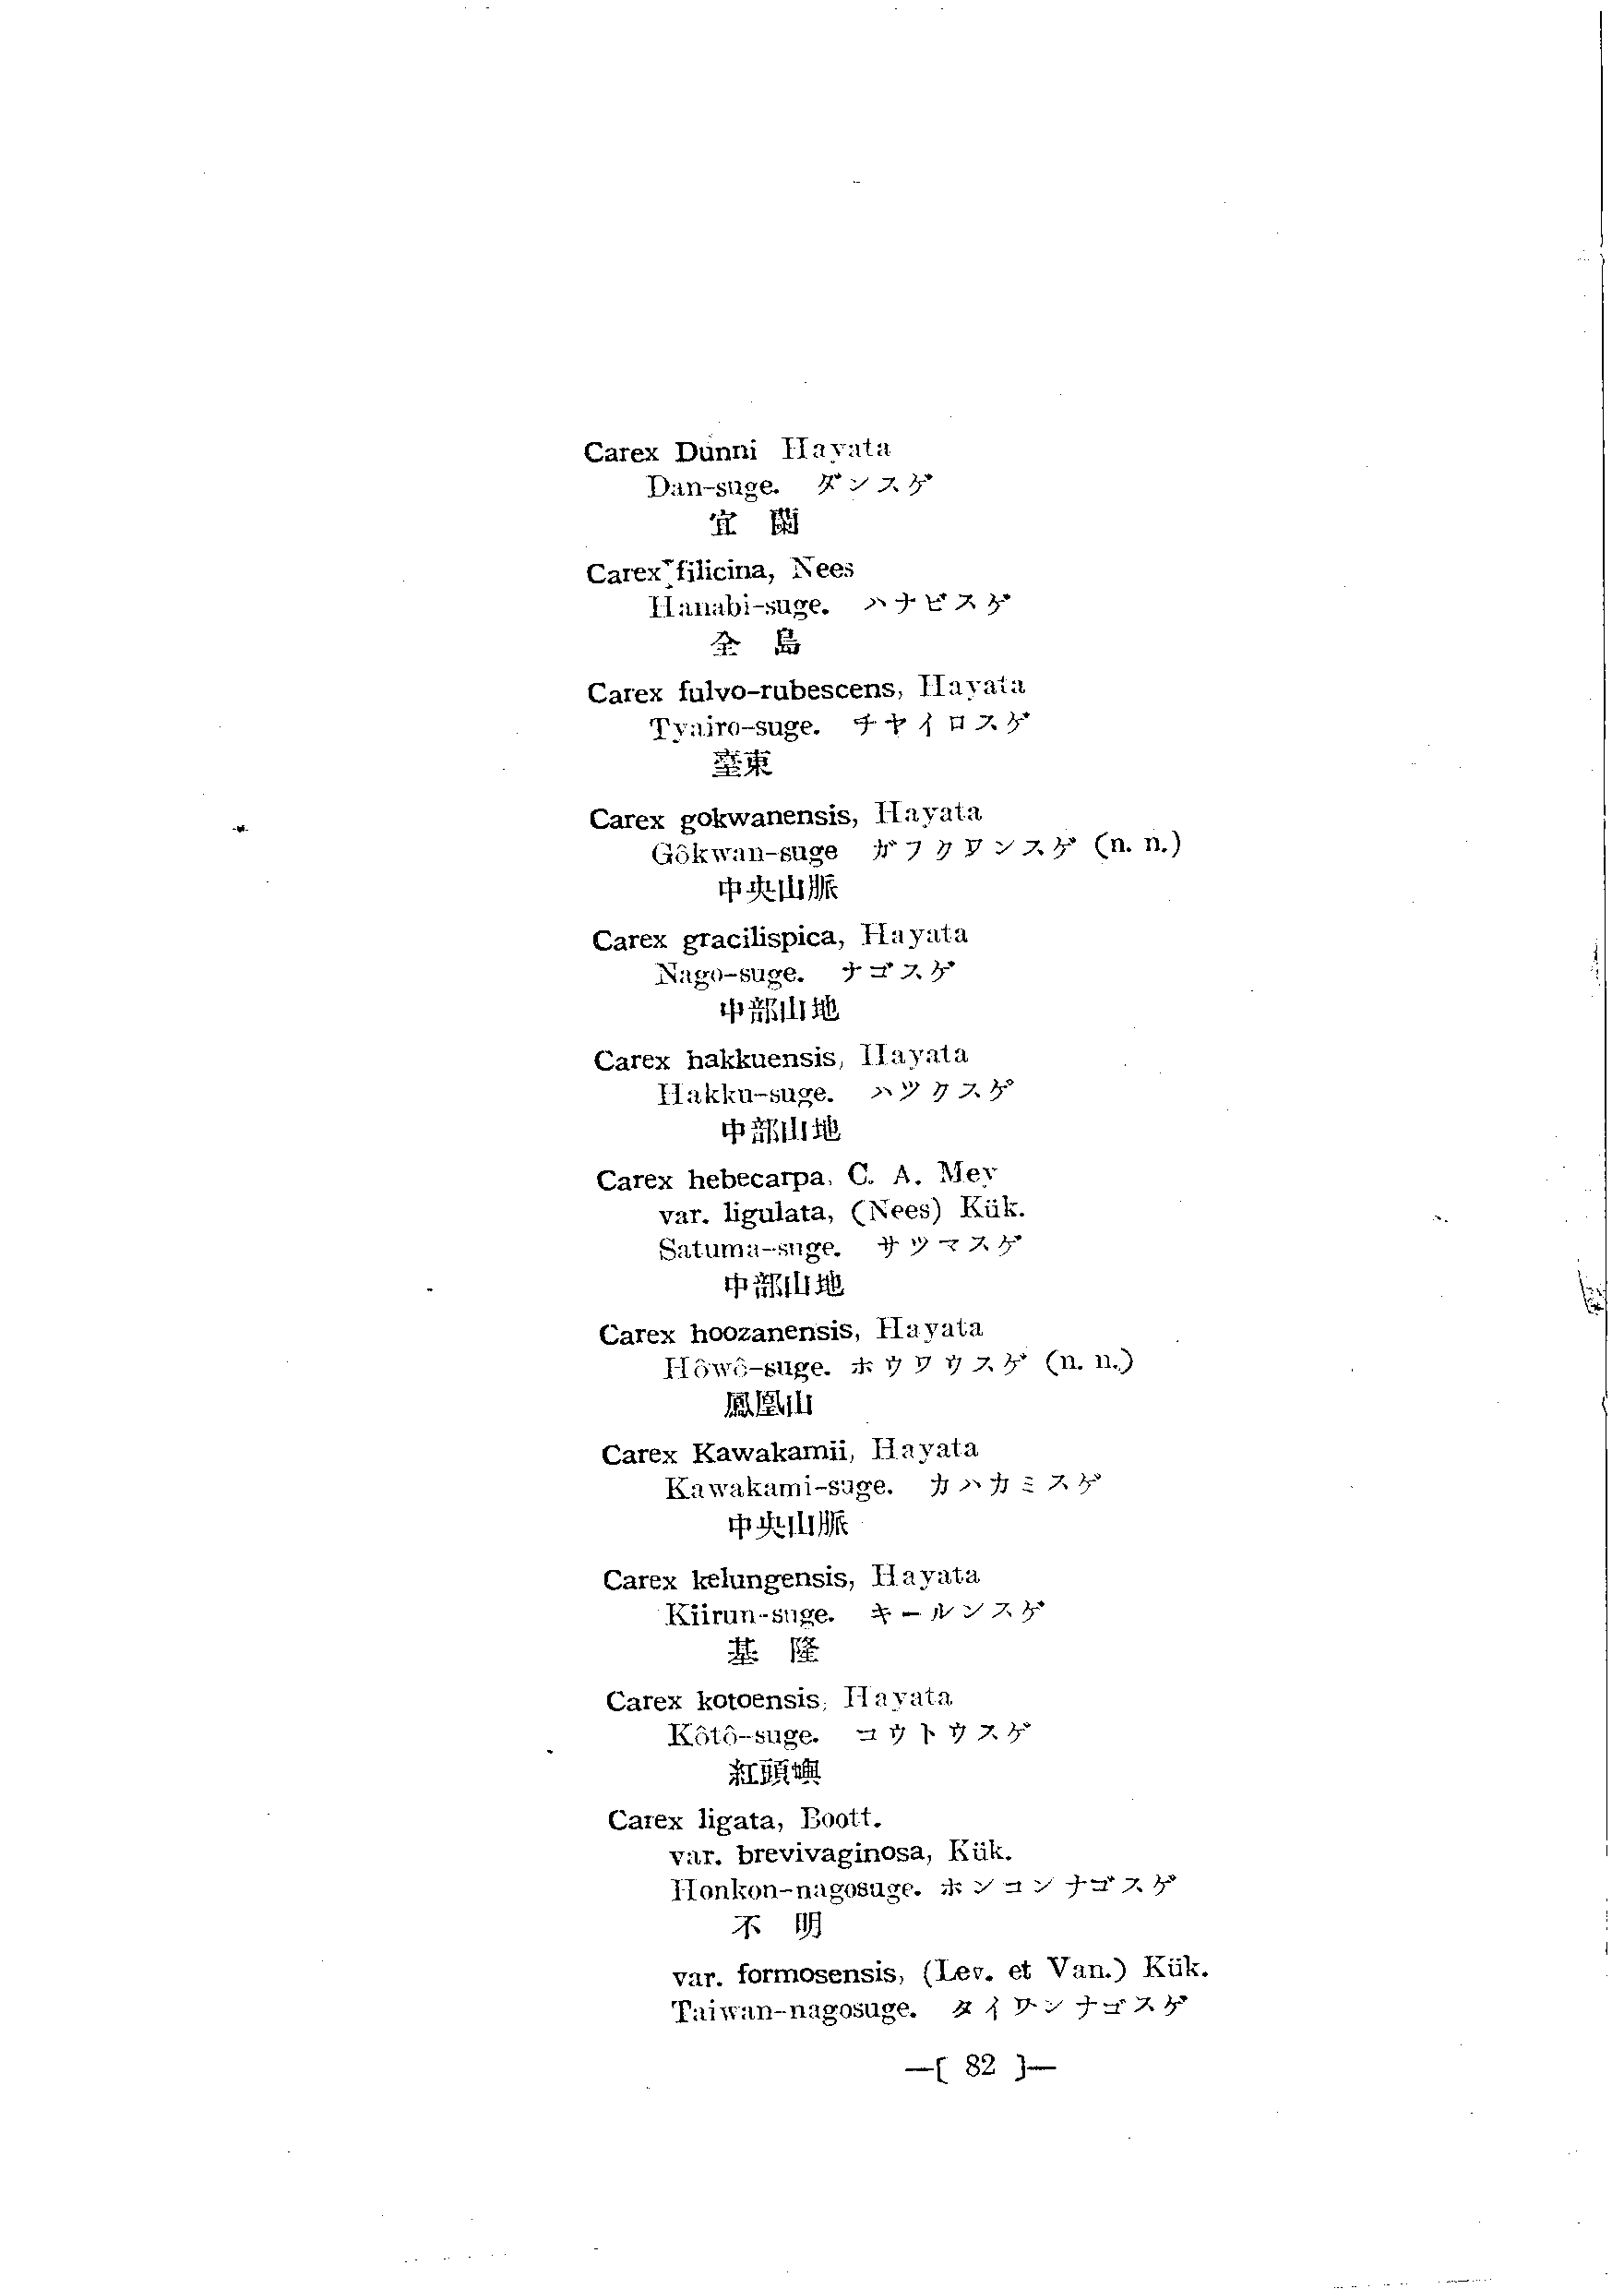 Carex Dunni Hayata
Dan-suge. ダンスゲ
宜 蘭
Carex filicina, Nees
Hanabi-suge. ハナビスゲ
全 島
Carex fulvo-rubescens, Hayata
Tyairo-suge. チヤイロスゲ
臺東
Carex gokwanensis, Hayata
Gôkwan-suge ガフクワンスゲ (n. n.)
中央山脈
Carex gracilispica, Hayata
Nago-suge. ナゴスゲ
中部山地
Carex hakkuensis, Hayata
Hakku-suge. ハツクスゲ
中部山地
Carex hebecarpa, C. A. Mey
var. ligulata, (Nees) Kük.
Satuma-suge. サツマスゲ
中部山地
Carex hoozanensis, Hayata
Hôwô-suge. ホウワウスゲ (n. n.)
鳳凰山
Carex Kawakamii, Hayata
Kawakami-suge. カハカミスゲ
中央山脈
Carex kelungensis, Hayata
Kiirun-suge. キールンスゲ
基 隆
Carex kotoensis, Hayata
Kôtô-suge. コウトウスゲ
紅頭嶼
Carex ligata, Boott.
var. brevivaginosa, Kük.
Honkon-nagosuge. ホンコンナゴスゲ
不 明
var. formosensis, (Lev. et Van.) Kük.
Taiwan-nagosuge. タイワンナゴスゲ
—[ 82 ]—